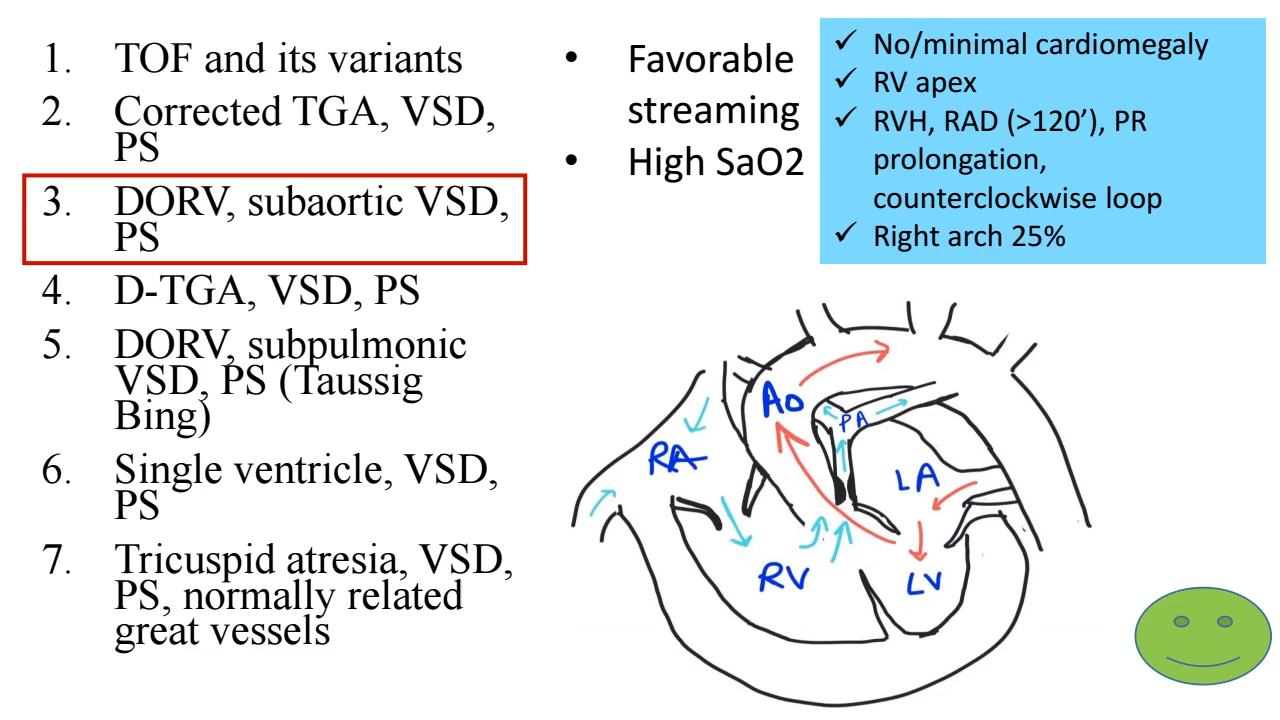 1. TOF and its variants
2. Corrected TGA, VSD,
PS
3. DORV, subaortic VSD,
PS
4. D-TGA, VSD, PS
5. DORV, subpulmonic
VSD, PS (Taussig
Bing)
6. Single ventricle, VSD,
PS
7. Tricuspid atresia, VSD,
PS, normally related
great vessels
• Favorable
streaming
• High SaO2
✓ No/minimal cardiomegaly
✓ RV apex
✓ RVH, RAD (>120’), PR
prolongation,
counterclockwise loop
✓ Right arch 25%
Ao
PA
RA
LA
RV
LV